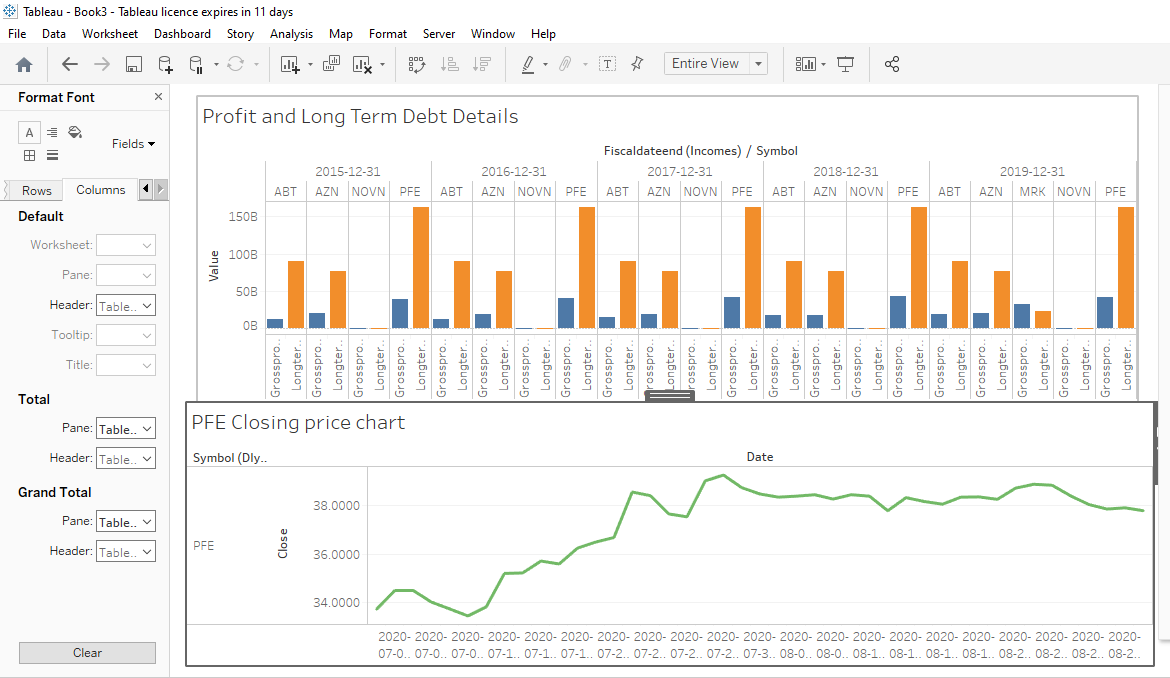 Tableau - Book3 - Tableau licence expires in 11 days
File Data Worksheet Dashboard Story Analysis Map Format Server Window Help
Entire View
Format Font
A
Fields
Rows Columns
Default
Worksheet:
Pane:
Header: Table..
Tooltip:
Title:
Total
Pane: Table..
Header: Table..
Grand Total
Pane: Table..
Header: Table..
Clear
Profit and Long Term Debt Details
Fiscaldateend (Incomes) / Symbol
2015-12-31 2016-12-31 2017-12-31 2018-12-31 2019-12-31
ABT AZN NOVN PFE ABT AZN NOVN PFE ABT AZN NOVN PFE ABT AZN NOVN PFE ABT AZN MRK NOVN PFE
Value
150B
100B
50B
0B
Grosspro.. Longter.. Grosspro.. Longter.. Grosspro.. Longter.. Grosspro.. Longter.. Grosspro.. Longter.. Grosspro.. Longter.. Grosspro.. Longter.. Grosspro.. Longter.. Grosspro.. Longter.. Grosspro.. Longter.. Grosspro.. Longter.. Grosspro.. Longter.. Grosspro.. Longter.. Grosspro.. Longter.. Grosspro.. Longter.. Grosspro.. Longter.. Grosspro.. Longter.. Grosspro.. Longter.. Grosspro.. Longter.. Grosspro.. Longter.. Grosspro.. Longter..
PFE Closing price chart
Symbol (Dly..
Date
PFE
Close
38.0000
36.0000
34.0000
2020- 2020- 2020- 2020- 2020- 2020- 2020- 2020- 2020- 2020- 2020- 2020- 2020- 2020- 2020- 2020- 2020- 2020- 2020- 2020- 2020-
07-0.. 07-0.. 07-0.. 07-1.. 07-1.. 07-1.. 07-2.. 07-2.. 07-2.. 07-2.. 07-3.. 08-0.. 08-0.. 08-1.. 08-1.. 08-1.. 08-1.. 08-2.. 08-2.. 08-2.. 08-2..